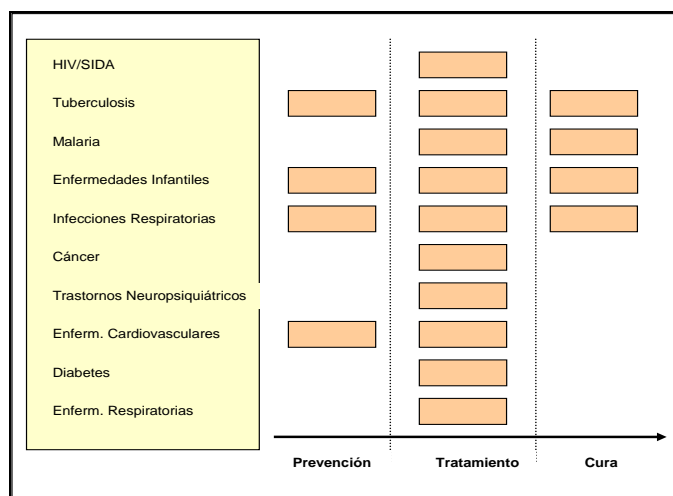 HIV/SIDA
Tuberculosis
Malaria
Enfermedades Infantiles
Infecciones Respiratorias
Cáncer
Trastornos Neuropsiquiátricos
Enferm. Cardiovasculares
Diabetes
Enferm. Respiratorias
Prevención Tratamiento Cura